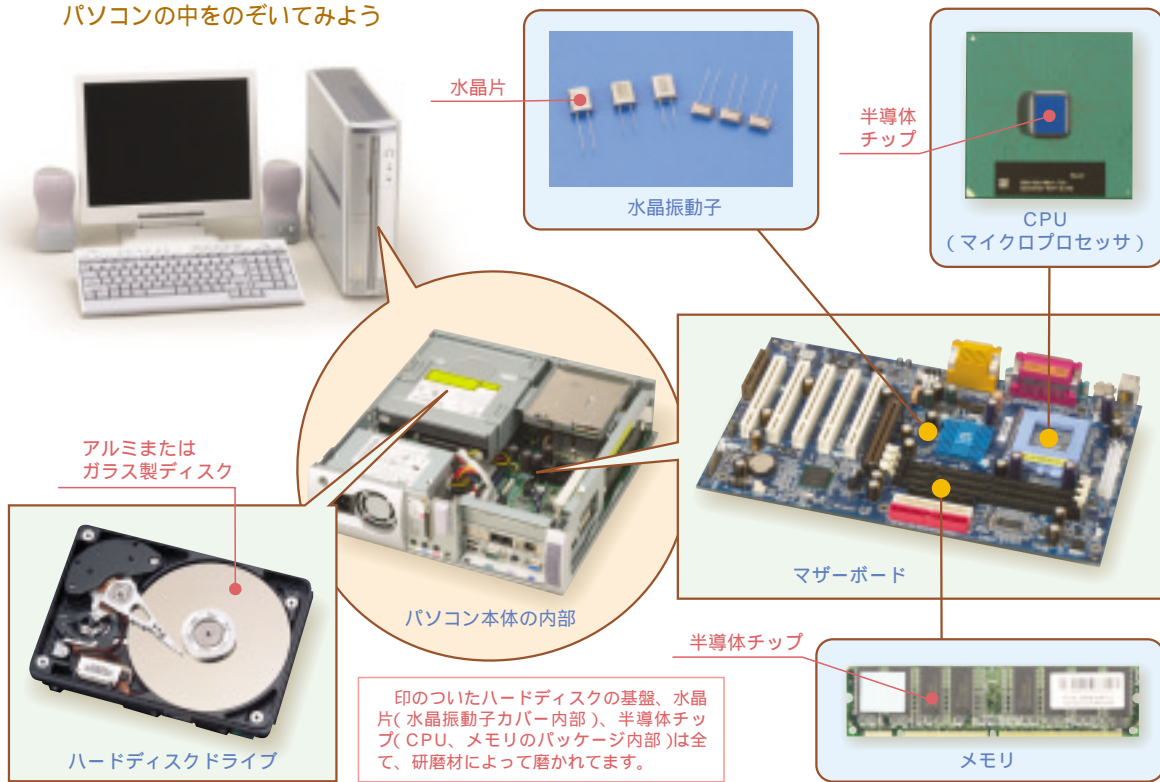 パソコンの中をのぞいてみよう
水晶片
水晶振動子
半導体
チップ
CPU
（マイクロプロセッサ）
アルミまたは
ガラス製ディスク
パソコン本体の内部
マザーボード
ハードディスクドライブ
半導体チップ
メモリ
印のついたハードディスクの基盤、水晶
片（水晶振動子カバー内部）、半導体チッ
プ（CPU、メモリのパッケージ内部）は全
て、研磨材によって磨かれてます。